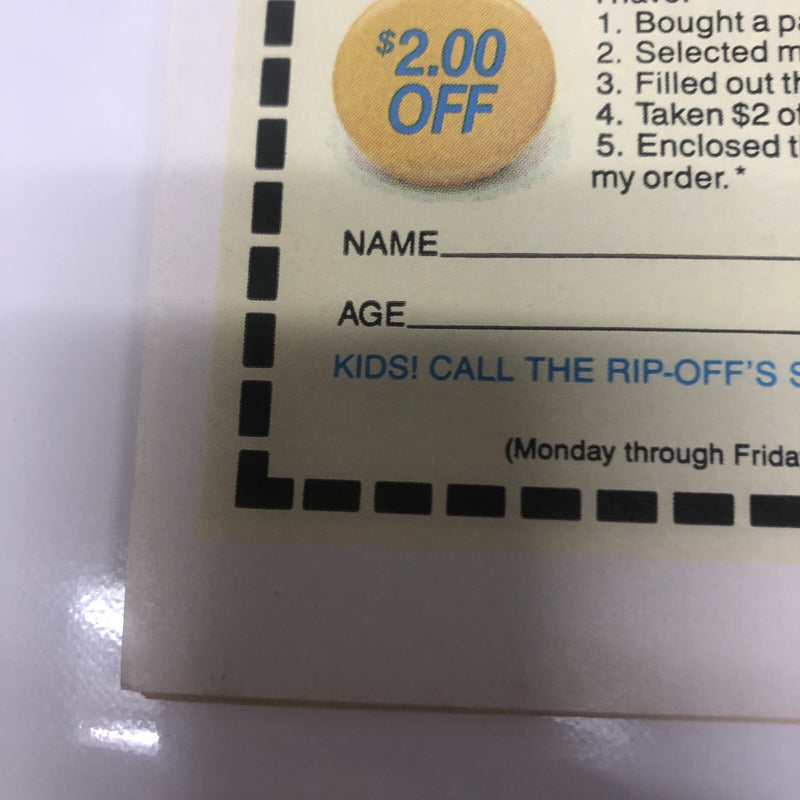 $2.00
OFF
1. Bought a
2. Selected
3. Filled out
4. Taken $2
5. Enclosed
my order.*
NAME
AGE
KIDS! CALL THE RIP-OFF'S
(Monday through